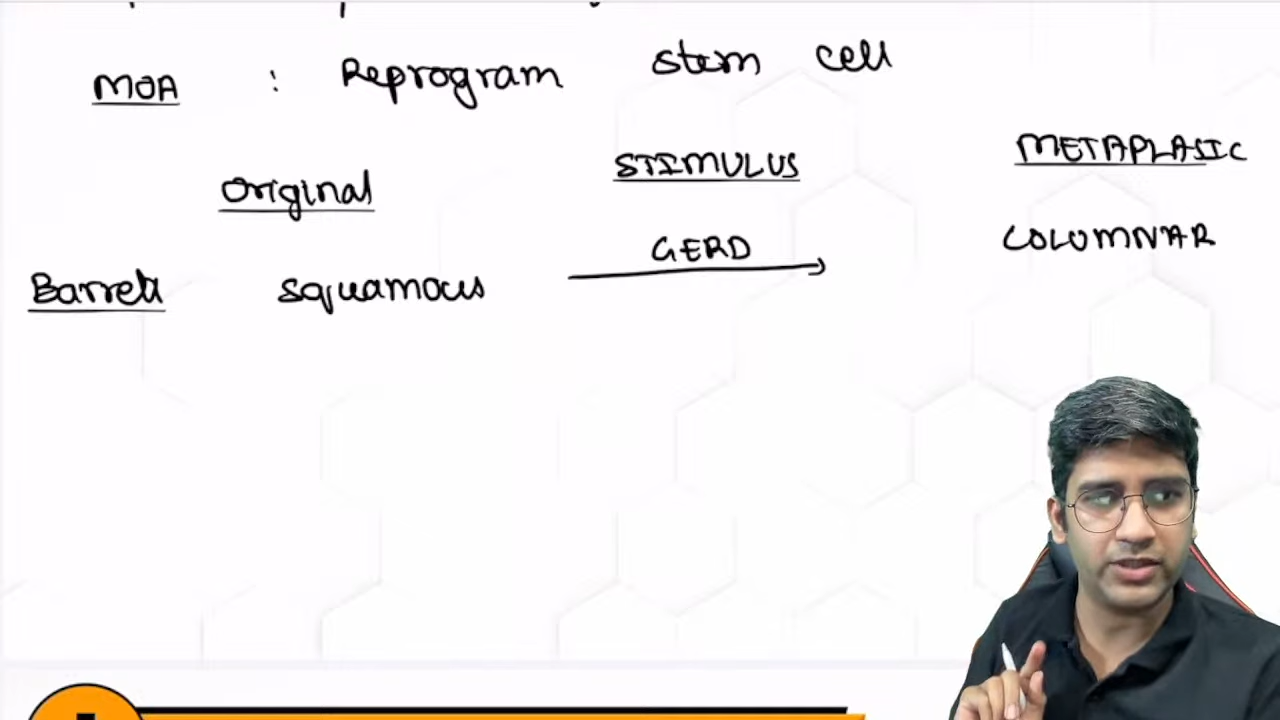 MOA : Reprogram stem cell
Original STIMULUS METAPLASIC
Barrett squamous GERD COLUMNAR